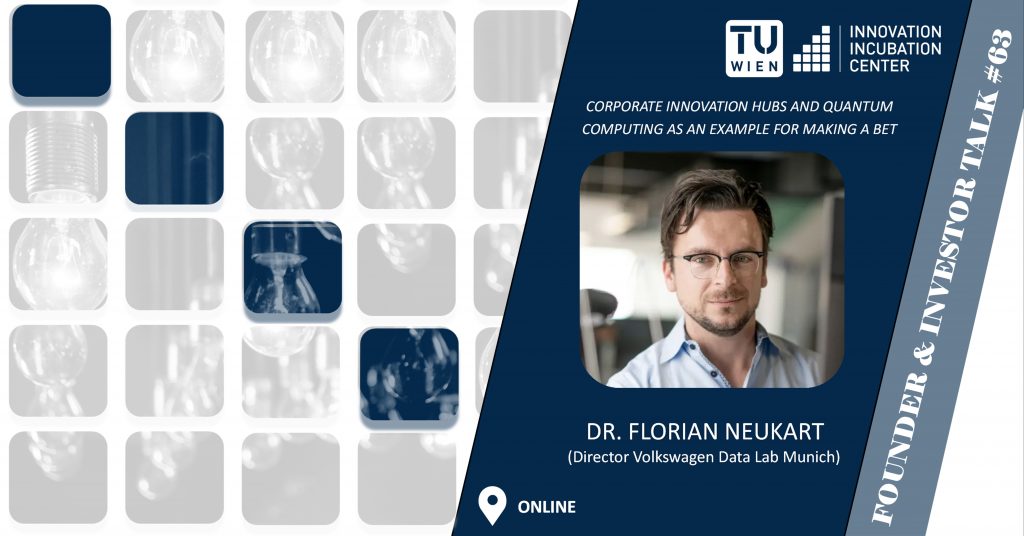 TU
WIEN
INNOVATION
INCUBATION
CENTER
CORPORATE INNOVATION HUBS AND QUANTUM
COMPUTING AS AN EXAMPLE FOR MAKING A BET
DR. FLORIAN NEUKART
(Director Volkswagen Data Lab Munich)
ONLINE
FOUNDER & INVESTOR TALK #63